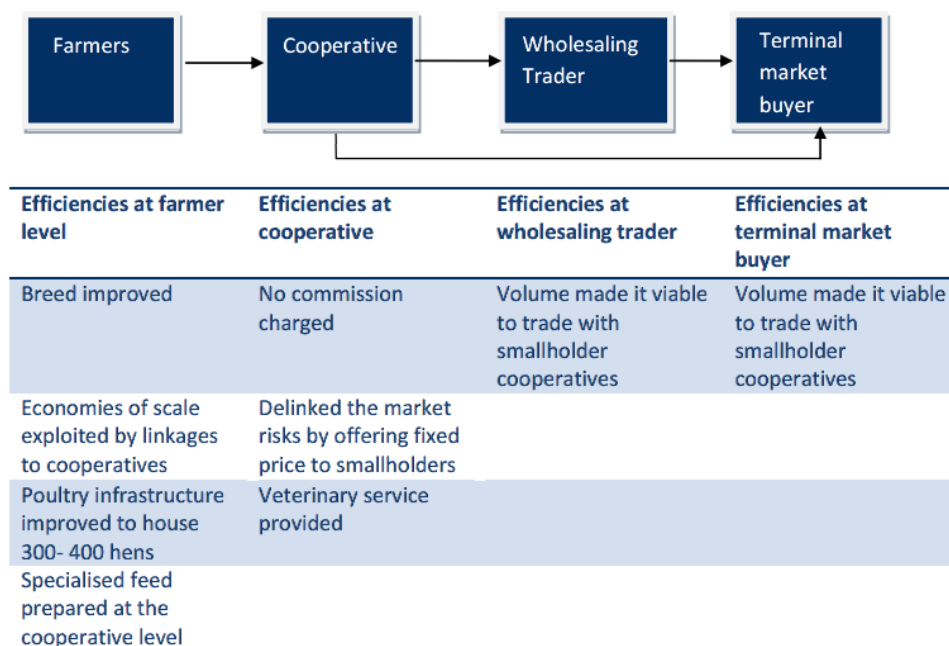 Farmers
Cooperative
Wholesaling
Trader
Terminal
market
buyer
Efficiencies at farmer
level
Efficiencies at
cooperative
Efficiencies at
wholesaling trader
Efficiencies at
terminal market
buyer
Breed improved
No commission
charged
Volume made it viable
to trade with
smallholder
cooperatives
Volume made it viable
to trade with
smallholder
cooperatives
Economies of scale
exploited by linkages
to cooperatives
Delinked the market
risks by offering fixed
price to smallholders
Poultry infrastructure
improved to house
300- 400 hens
Veterinary service
provided
Specialised feed
prepared at the
cooperative level